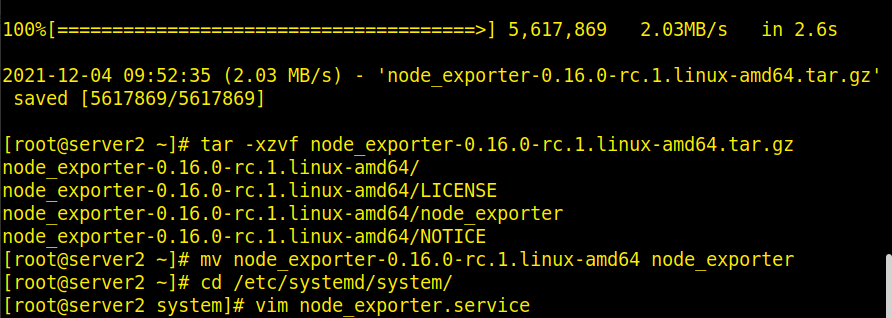 100%[======================================>] 5,617,869   2.03MB/s   in 2.6s
2021-12-04 09:52:35 (2.03 MB/s) - 'node_exporter-0.16.0-rc.1.linux-amd64.tar.gz'
 saved [5617869/5617869]
[root@server2 ~]# tar -xzvf node_exporter-0.16.0-rc.1.linux-amd64.tar.gz
node_exporter-0.16.0-rc.1.linux-amd64/
node_exporter-0.16.0-rc.1.linux-amd64/LICENSE
node_exporter-0.16.0-rc.1.linux-amd64/node_exporter
node_exporter-0.16.0-rc.1.linux-amd64/NOTICE
[root@server2 ~]# mv node_exporter-0.16.0-rc.1.linux-amd64 node_exporter
[root@server2 ~]# cd /etc/systemd/system/
[root@server2 system]# vim node_exporter.service